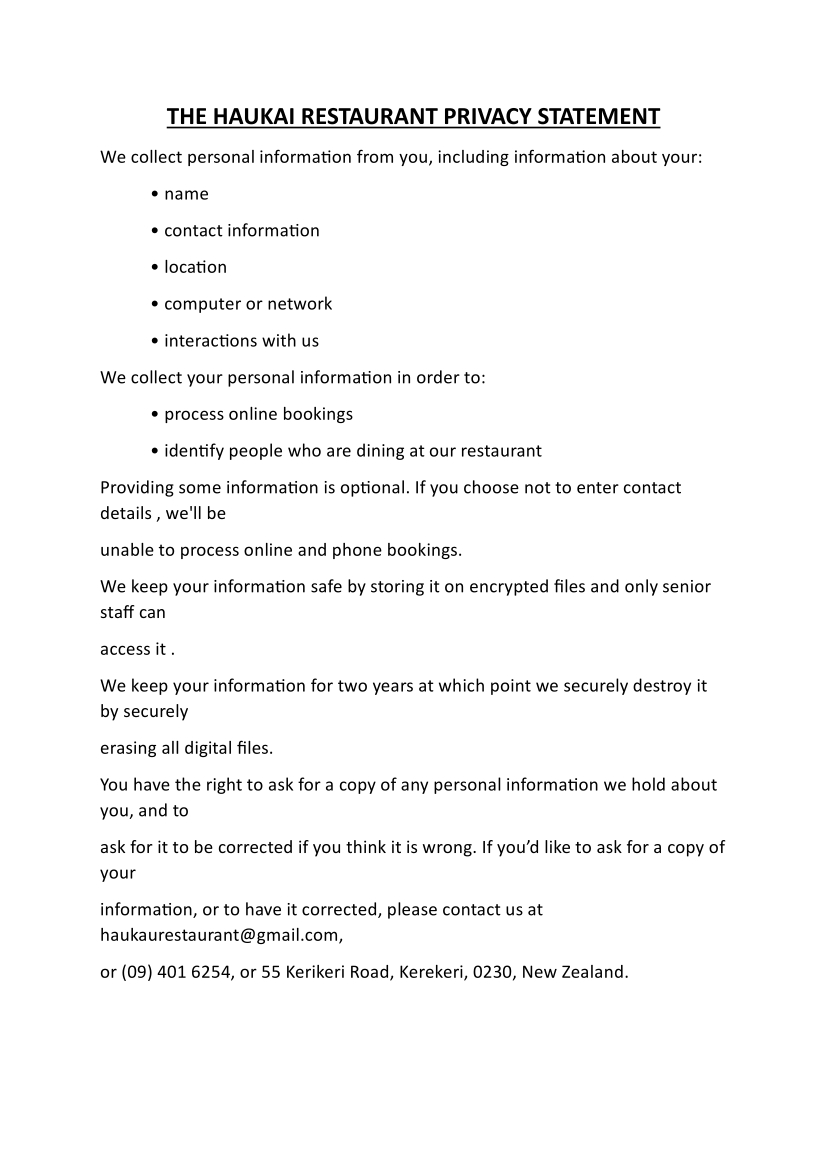 THE HAUKAI RESTAURANT PRIVACY STATEMENT
We collect personal information from you, including information about your:
• name
• contact information
• location
• computer or network
• interactions with us
We collect your personal information in order to:
• process online bookings
• identify people who are dining at our restaurant
Providing some information is optional. If you choose not to enter contact
details , we'll be
unable to process online and phone bookings.
We keep your information safe by storing it on encrypted files and only senior
staff can
access it .
We keep your information for two years at which point we securely destroy it
by securely
erasing all digital files.
You have the right to ask for a copy of any personal information we hold about
you, and to
ask for it to be corrected if you think it is wrong. If you’d like to ask for a copy of
your
information, or to have it corrected, please contact us at
haukaurestaurant@gmail.com,
or (09) 401 6254, or 55 Kerikeri Road, Kerekeri, 0230, New Zealand.